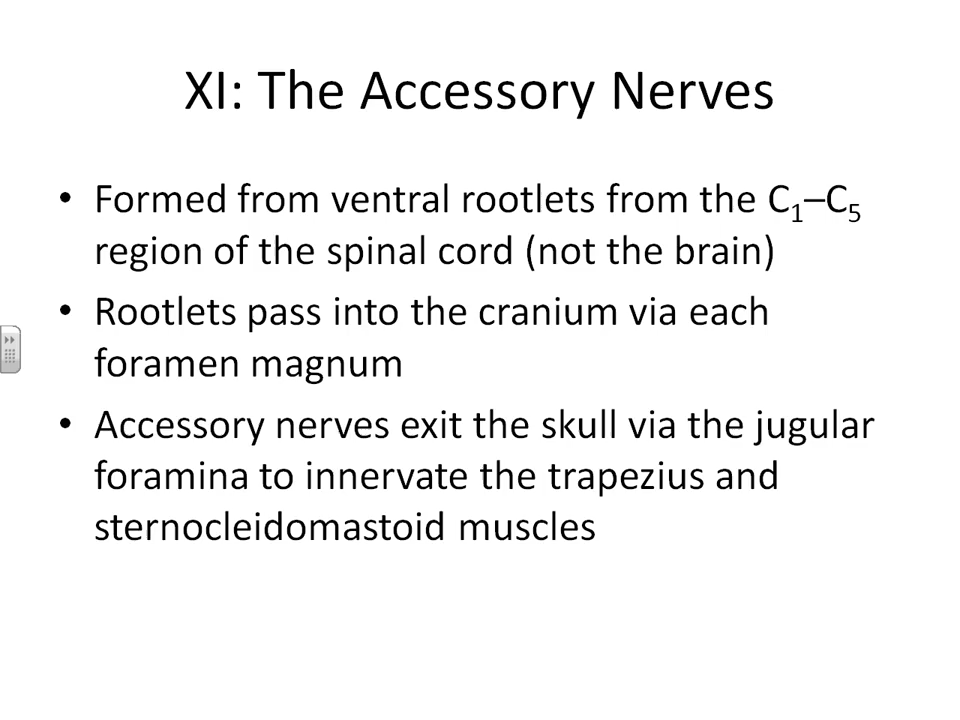 XI: The Accessory Nerves
• Formed from ventral rootlets from the C₁–C₅
region of the spinal cord (not the brain)
• Rootlets pass into the cranium via each
foramen magnum
• Accessory nerves exit the skull via the jugular
foramina to innervate the trapezius and
sternocleidomastoid muscles